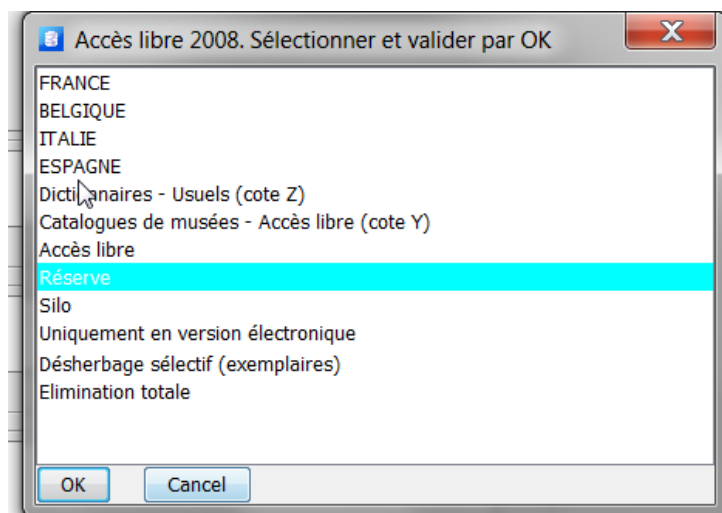 Accès libre 2008. Sélectionner et valider par OK
FRANCE
BELGIQUE
ITALIE
ESPAGNE
Dictionnaires - Usuels (cote Z)
Catalogues de musées - Accès libre (cote Y)
Accès libre
Réserve
Silo
Uniquement en version électronique
Désherbage sélectif (exemplaires)
Elimination totale
OK
Cancel